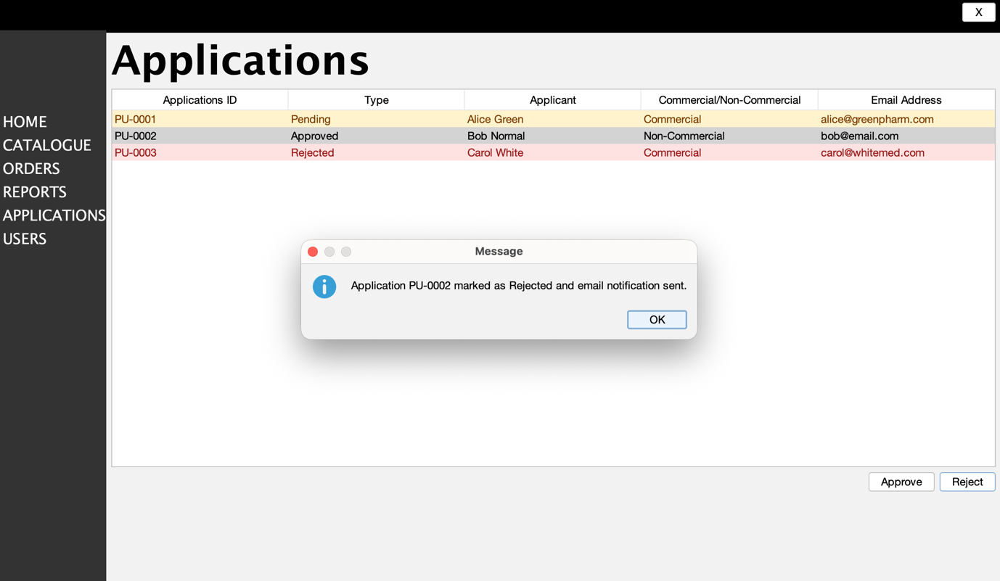 X
Applications
HOME
CATALOGUE
ORDERS
REPORTS
APPLICATIONS
USERS
Applications ID Type Applicant Commercial/Non-Commercial Email Address
PU-0001 Pending Alice Green Commercial alice@greenpharm.com
PU-0002 Approved Bob Normal Non-Commercial bob@email.com
PU-0003 Rejected Carol White Commercial carol@whitemed.com
Message
Application PU-0002 marked as Rejected and email notification sent.
OK
Approve Reject